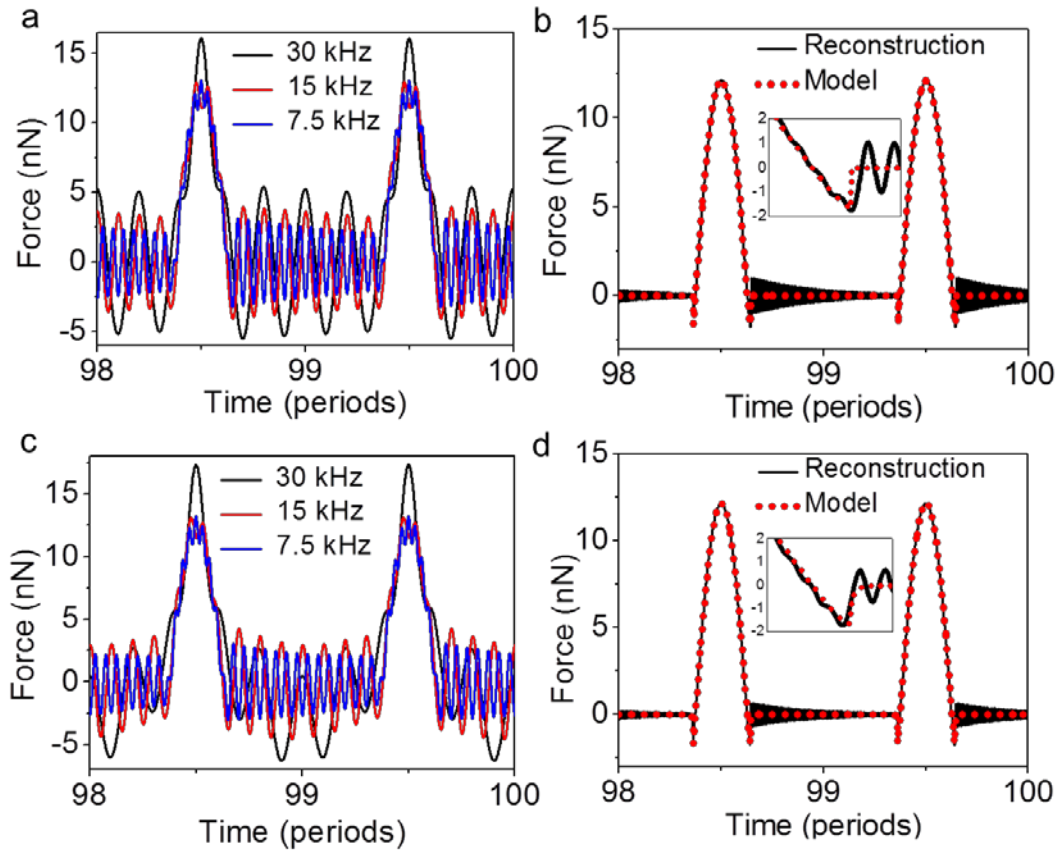 a
15
10
5
0
-5
Force (nN)
30 kHz
15 kHz
7.5 kHz
98
99
100
Time (periods)
b
15
10
5
0
Force (nN)
Reconstruction
Model
2
1
0
-1
-2
98
99
100
Time (periods)
c
15
10
5
0
-5
Force (nN)
30 kHz
15 kHz
7.5 kHz
98
99
100
Time (periods)
d
15
10
5
0
Force (nN)
Reconstruction
Model
2
1
0
-1
-2
98
99
100
Time (periods)